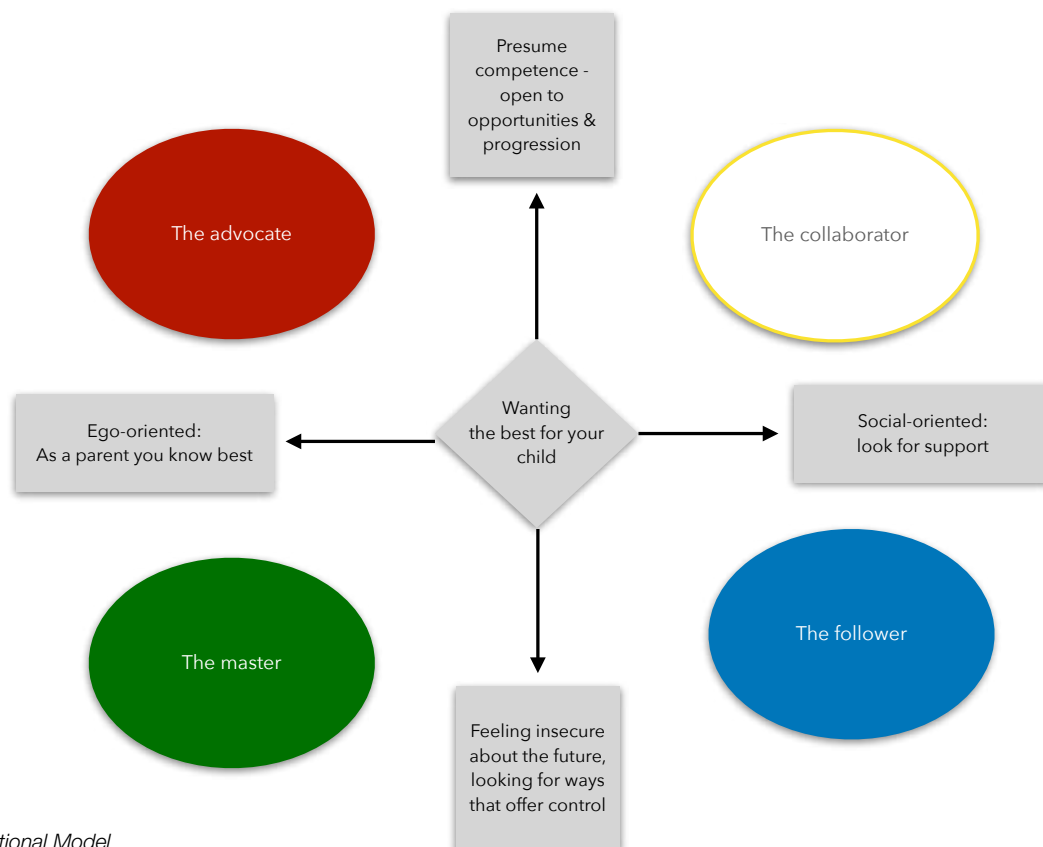 Presume
competence -
open to
opportunities &
progression
The advocate
The collaborator
Ego-oriented:
As a parent you know best
Wanting
the best for your
child
Social-oriented:
look for support
The master
The follower
Feeling insecure
about the future,
looking for ways
that offer control
Model